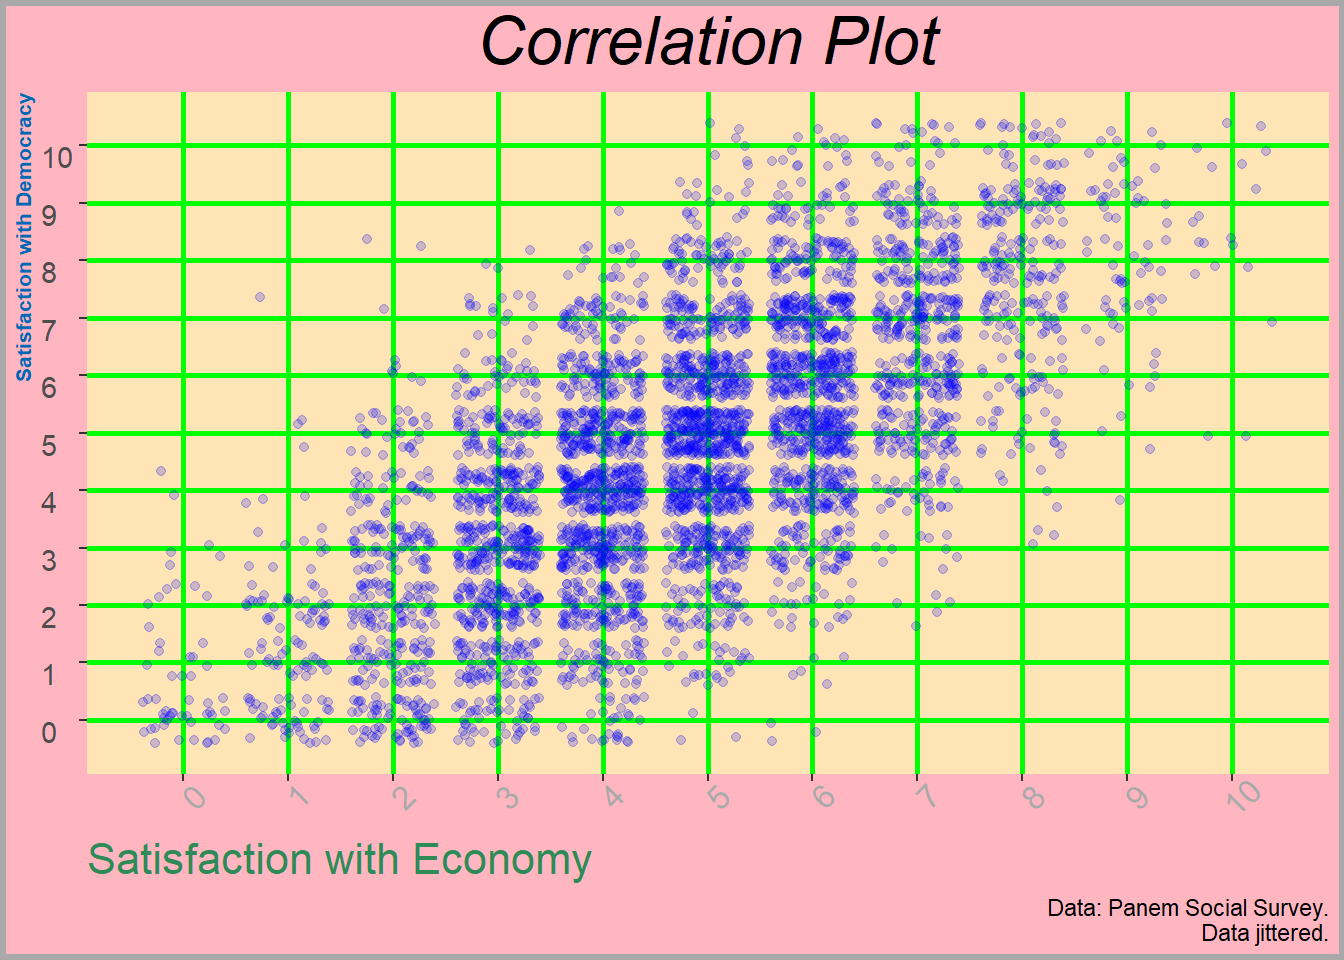 Correlation Plot
Satisfaction with Democracy
10
9
8
7
6
5
4
3
2
1
0
0 1 2 3 4 5 6 7 8 9 10
Satisfaction with Economy
Data: Panem Social Survey.
Data jittered.